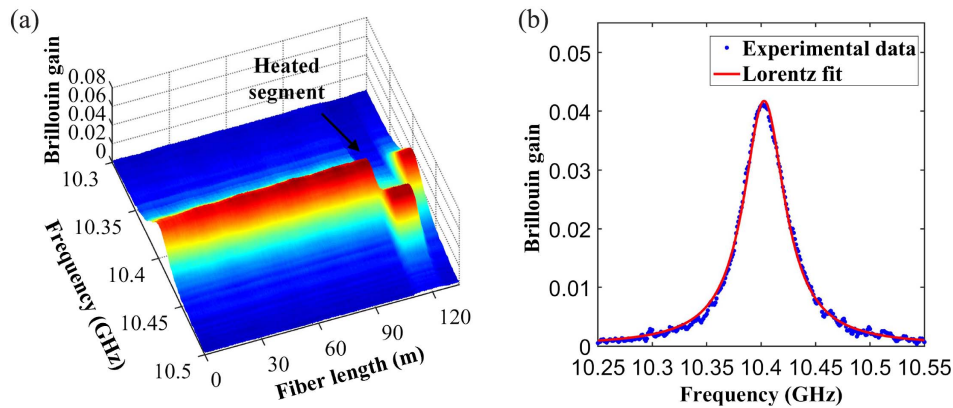 (a)
Brillouin gain
0.08
0.06
0.04
0.02
0
Heated
segment
10.3
10.35
10.4
10.45
10.5
Frequency (GHz)
0
30
60
90
120
Fiber length (m)
(b)
Brillouin gain
0.05
0.04
0.03
0.02
0.01
0
Experimental data
Lorentz fit
10.25 10.3 10.35 10.4 10.45 10.5 10.55
Frequency (GHz)